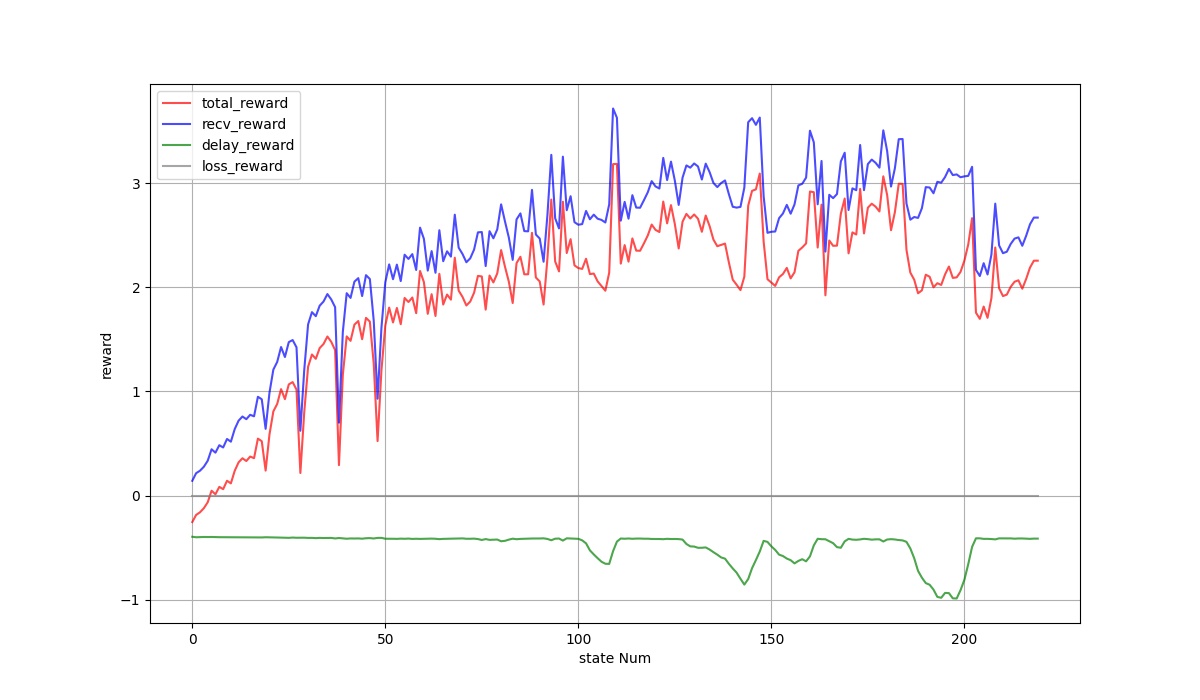 total_reward
recv_reward
delay_reward
loss_reward
3
2
1
0
−1
reward
0 50 100 150 200
state Num